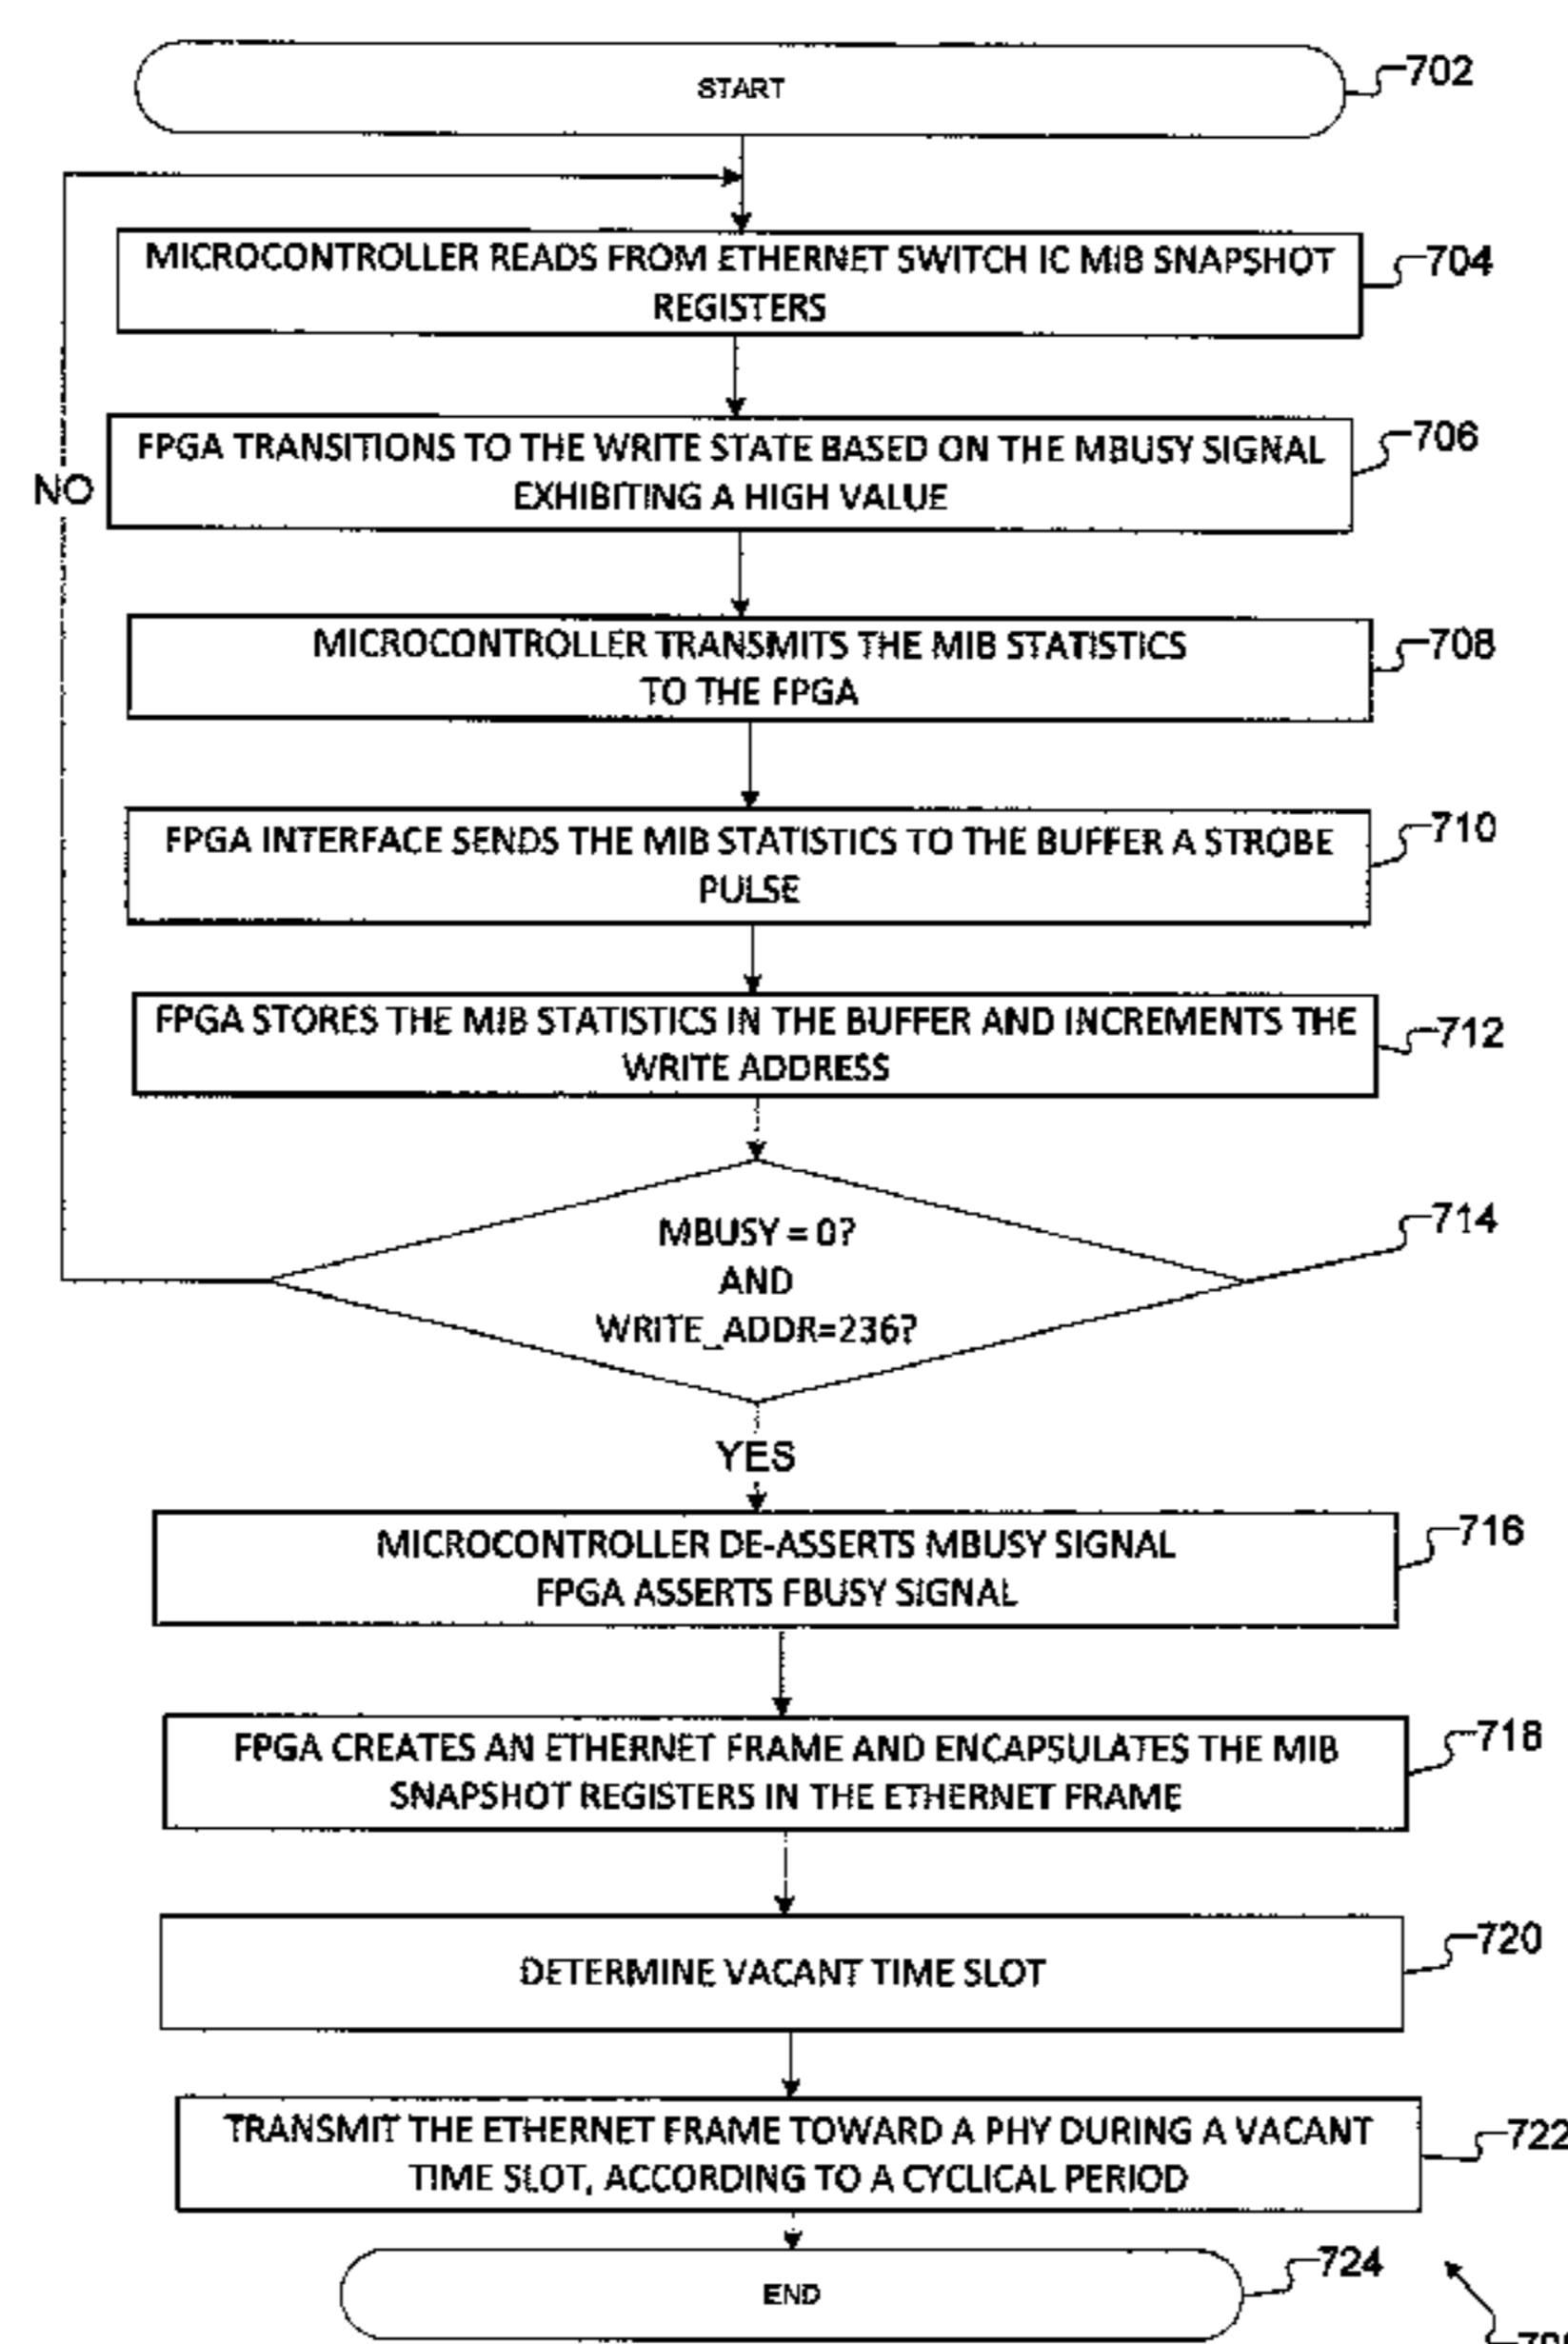 START
702
MICROCONTROLLER READS FROM ETHERNET SWITCH IC MIB SNAPSHOT
REGISTERS
704
FPGA TRANSITIONS TO THE WRITE STATE BASED ON THE MBUSY SIGNAL
EXHIBITING A HIGH VALUE
706
NO
MICROCONTROLLER TRANSMITS THE MIB STATISTICS
TO THE FPGA
708
FPGA INTERFACE SENDS THE MIB STATISTICS TO THE BUFFER A STROBE
PULSE
710
FPGA STORES THE MIB STATISTICS IN THE BUFFER AND INCREMENTS THE
WRITE ADDRESS
712
MBUSY = 0?
AND
WRITE_ADDR=236?
714
YES
MICROCONTROLLER DE-ASSERTS MBUSY SIGNAL
FPGA ASSERTS FBUSY SIGNAL
716
FPGA CREATES AN ETHERNET FRAME AND ENCAPSULATES THE MIB
SNAPSHOT REGISTERS IN THE ETHERNET FRAME
718
DETERMINE VACANT TIME SLOT
720
TRANSMIT THE ETHERNET FRAME TOWARD A PHY DURING A VACANT
TIME SLOT, ACCORDING TO A CYCLICAL PERIOD
722
END
724